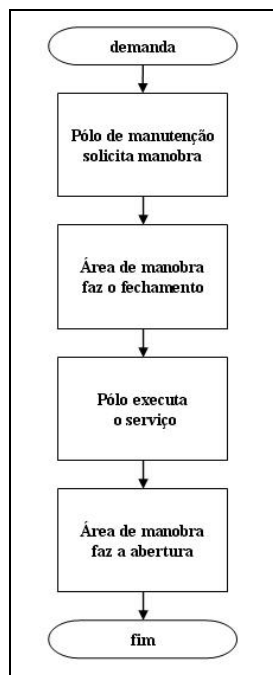 demanda
Pólo de manutenção
solicita manobra
Área de manobra
faz o fechamento
Pólo executa
o serviço
Área de manobra
faz a abertura
fim